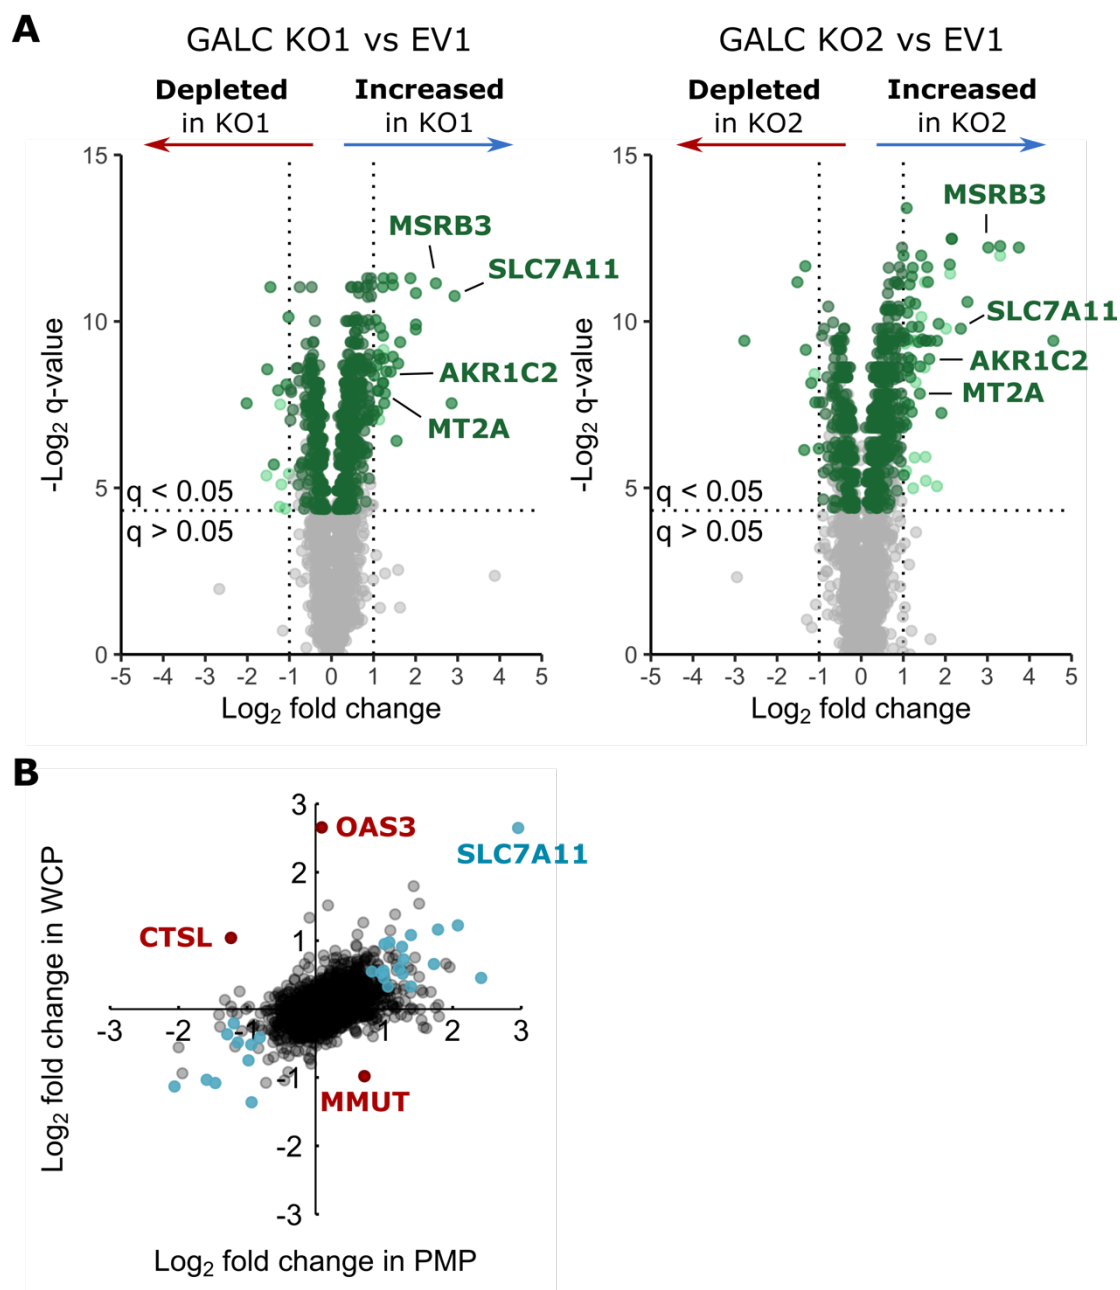 A
GALC KO1 vs EV1
Depleted
in KO1
Increased
in KO1
15
10
5
0
-Log2 q-value
MSRB3
SLC7A11
AKR1C2
MT2A
q < 0.05
q > 0.05
-5 -4 -3 -2 -1 0 1 2 3 4 5
Log2 fold change
GALC KO2 vs EV1
Depleted
in KO2
Increased
in KO2
15
10
5
0
-Log2 q-value
MSRB3
SLC7A11
AKR1C2
MT2A
q < 0.05
q > 0.05
-5 -4 -3 -2 -1 0 1 2 3 4 5
Log2 fold change
B
3
OAS3
SLC7A11
2
CTSL
1
Log2 fold change in WCP
-3 -2 -1 1 2 3
-1
MMUT
-2
-3
Log2 fold change in PMP